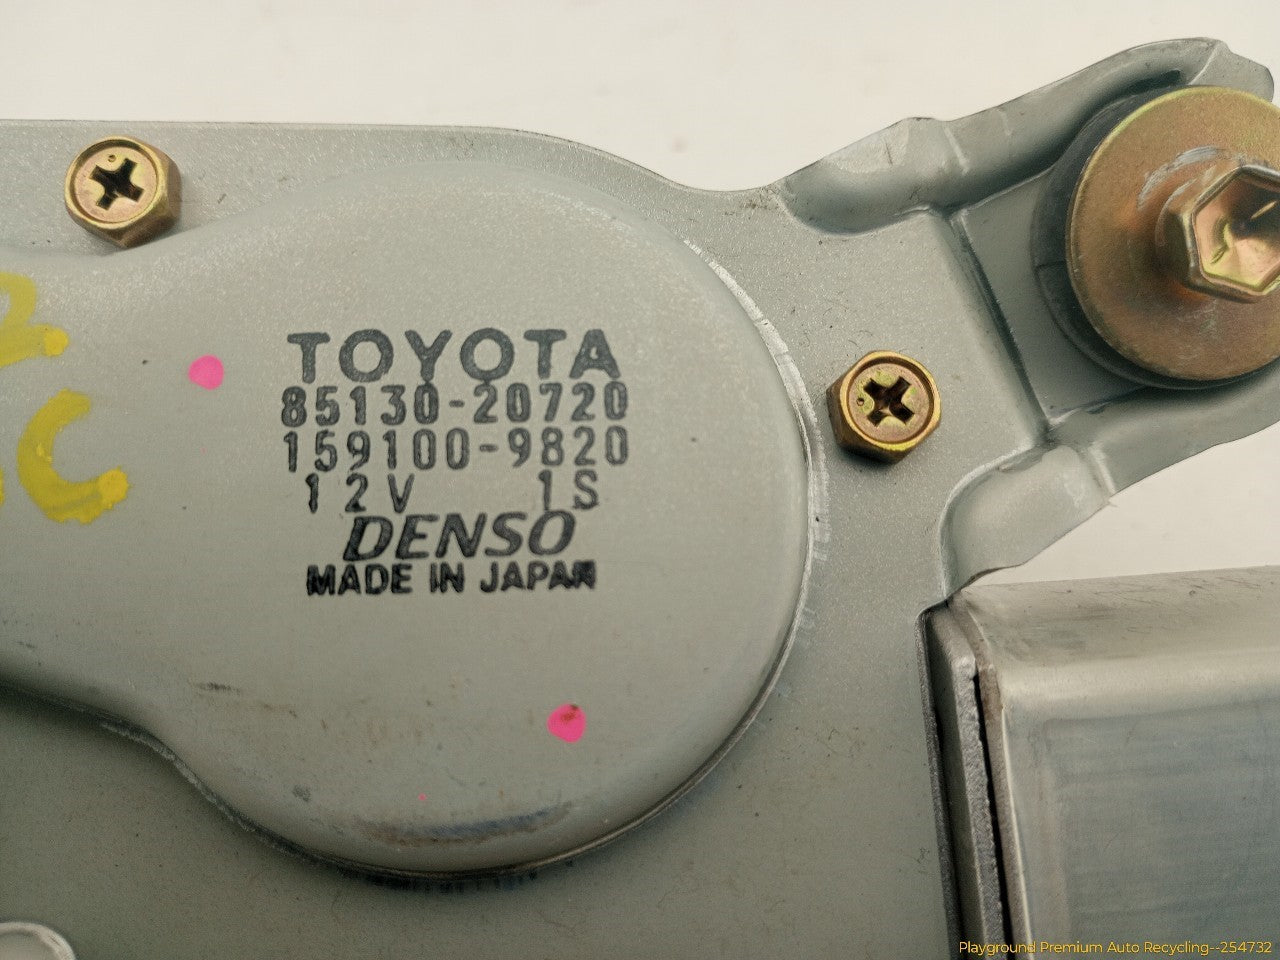 TOYOTA
85130-20720
159100-9820
12V 1S
DENSO
MADE IN JAPAN
C
Playground Premium Auto Recycling--254732